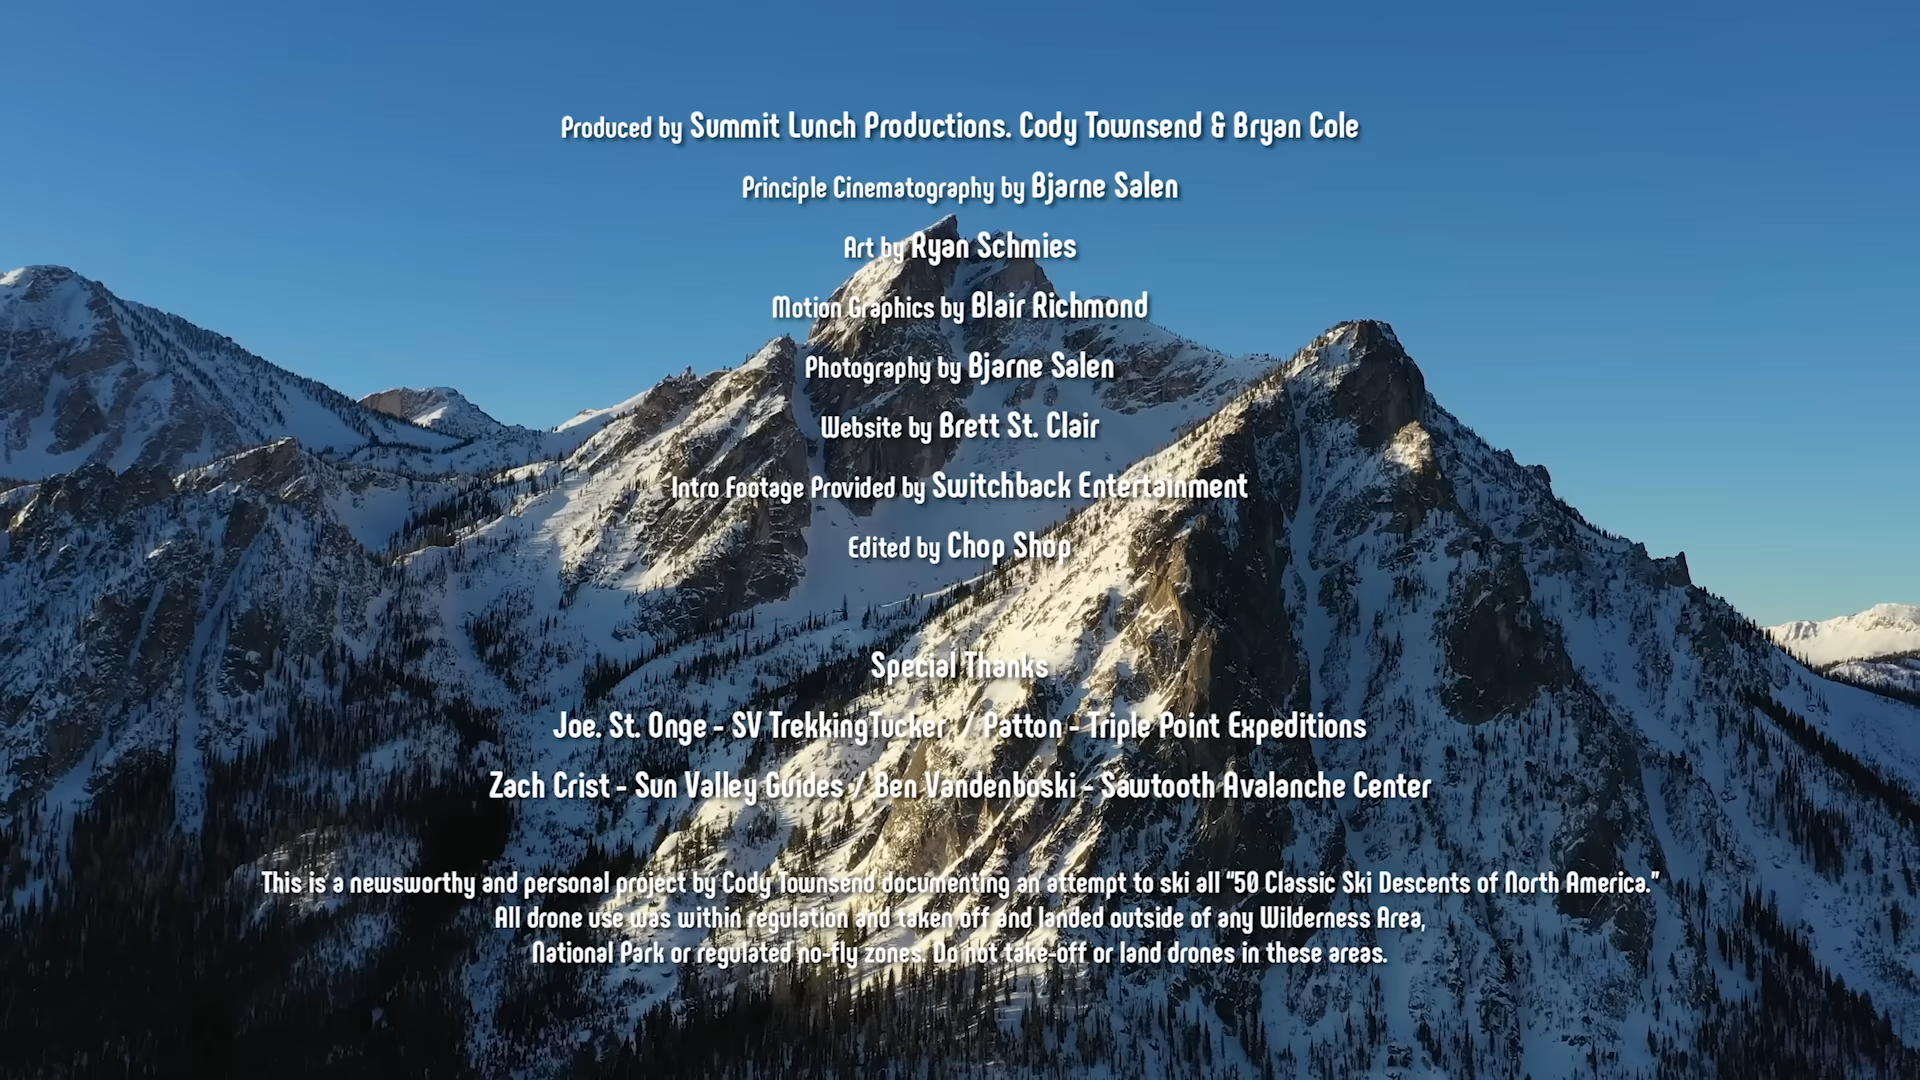 Produced by Summit Lunch Productions. Cody Townsend & Bryan Cole
Principle Cinematography by Bjarne Salen
Art by Ryan Schmies
Motion Graphics by Blair Richmond
Photography by Bjarne Salen
Website by Brett St. Clair
Intro Footage Provided by Switchback Entertainment
Edited by Chop Shop
Special Thanks
Joe. St. Onge - SV TrekkingTucker / Patton - Triple Point Expeditions
Zach Crist - Sun Valley Guides / Ben Vandenboski - Sawtooth Avalanche Center
This is a newsworthy and personal project by Cody Townsend documenting an attempt to ski all “50 Classic Ski Descents of North America.”
All drone use was within regulation and taken off and landed outside of any Wilderness Area,
National Park or regulated no-fly zones. Do not take-off or land drones in these areas.